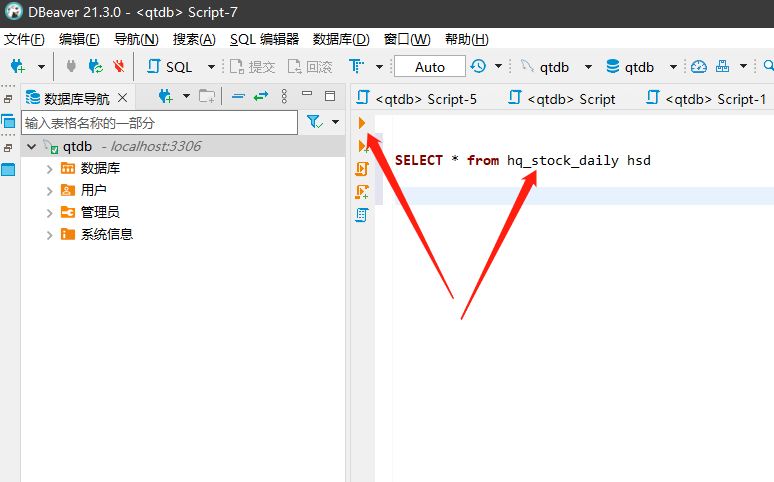 DBeaver 21.3.0 - <qtdb> Script-7
文件(F) 编辑(E) 导航(N) 搜索(A) SQL 编辑器 数据库(D) 窗口(W) 帮助(H)
SQL 提交 回滚 Auto qtdb qtdb
数据库导航 <qtdb> Script-5 <qtdb> Script <qtdb> Script-1
输入表格名称的一部分
qtdb - localhost:3306
SELECT * from hq_stock_daily hsd
数据库
用户
管理员
系统信息